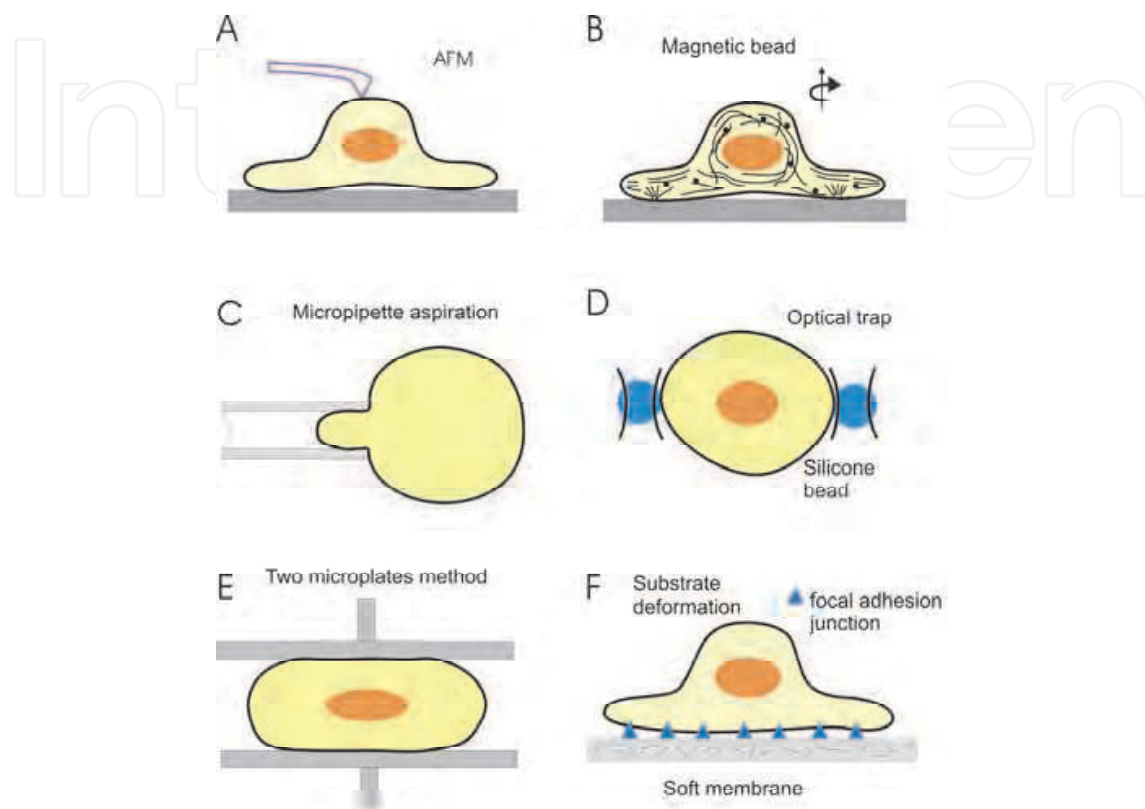 A
AFM
B
Magnetic bead
C
Micropipette aspiration
D
Optical trap
Silicone
bead
E
Two microplates method
F
Substrate
deformation
focal adhesion
junction
Soft membrane